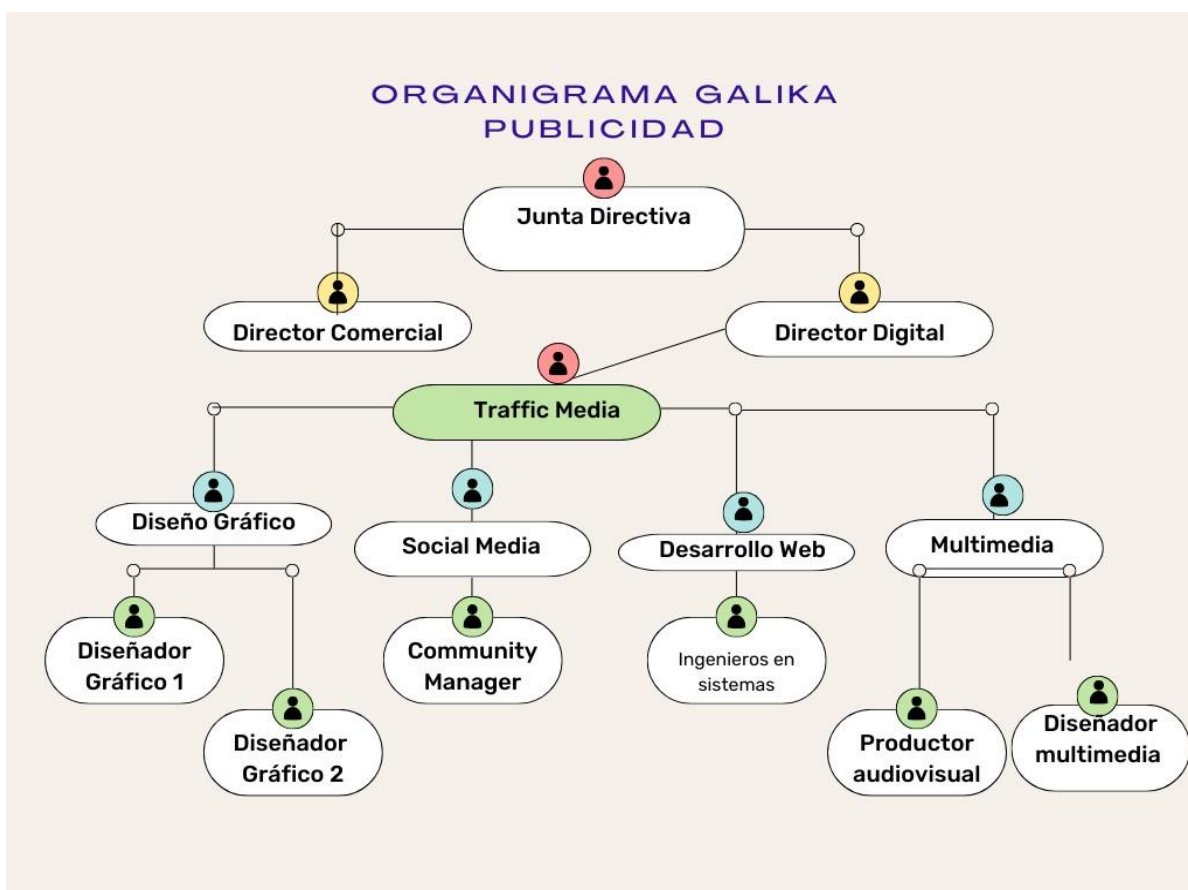 ORGANIGRAMA GALIKA
PUBLICIDAD
Junta Directiva
Director Comercial
Director Digital
Traffic Media
Diseño Gráfico
Social Media
Desarrollo Web
Multimedia
Diseñador
Gráfico 1
Community
Manager
Ingenieros en
sistemas
Diseñador
Gráfico 2
Productor
audiovisual
Diseñador
multimedia